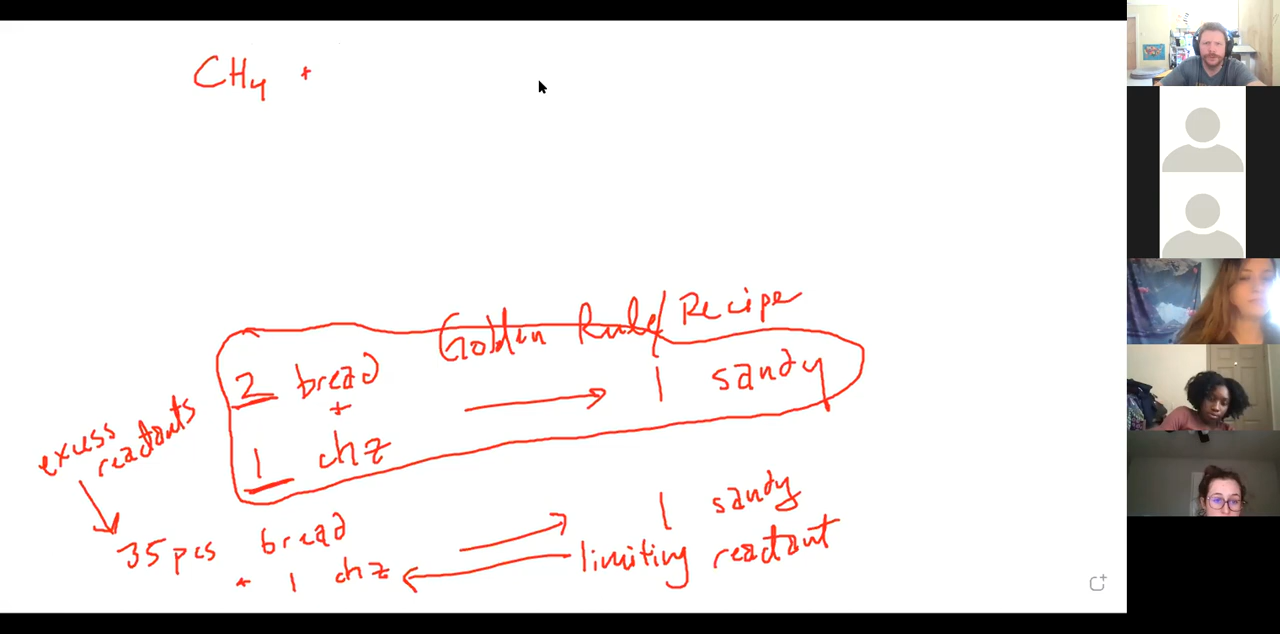 CH4 +
Golden Rule/Recipe
2 bread
+
1 chz
1 sandy
excess
reactants
35 pcs bread
+ 1 chz
1 sandy
limiting reactant